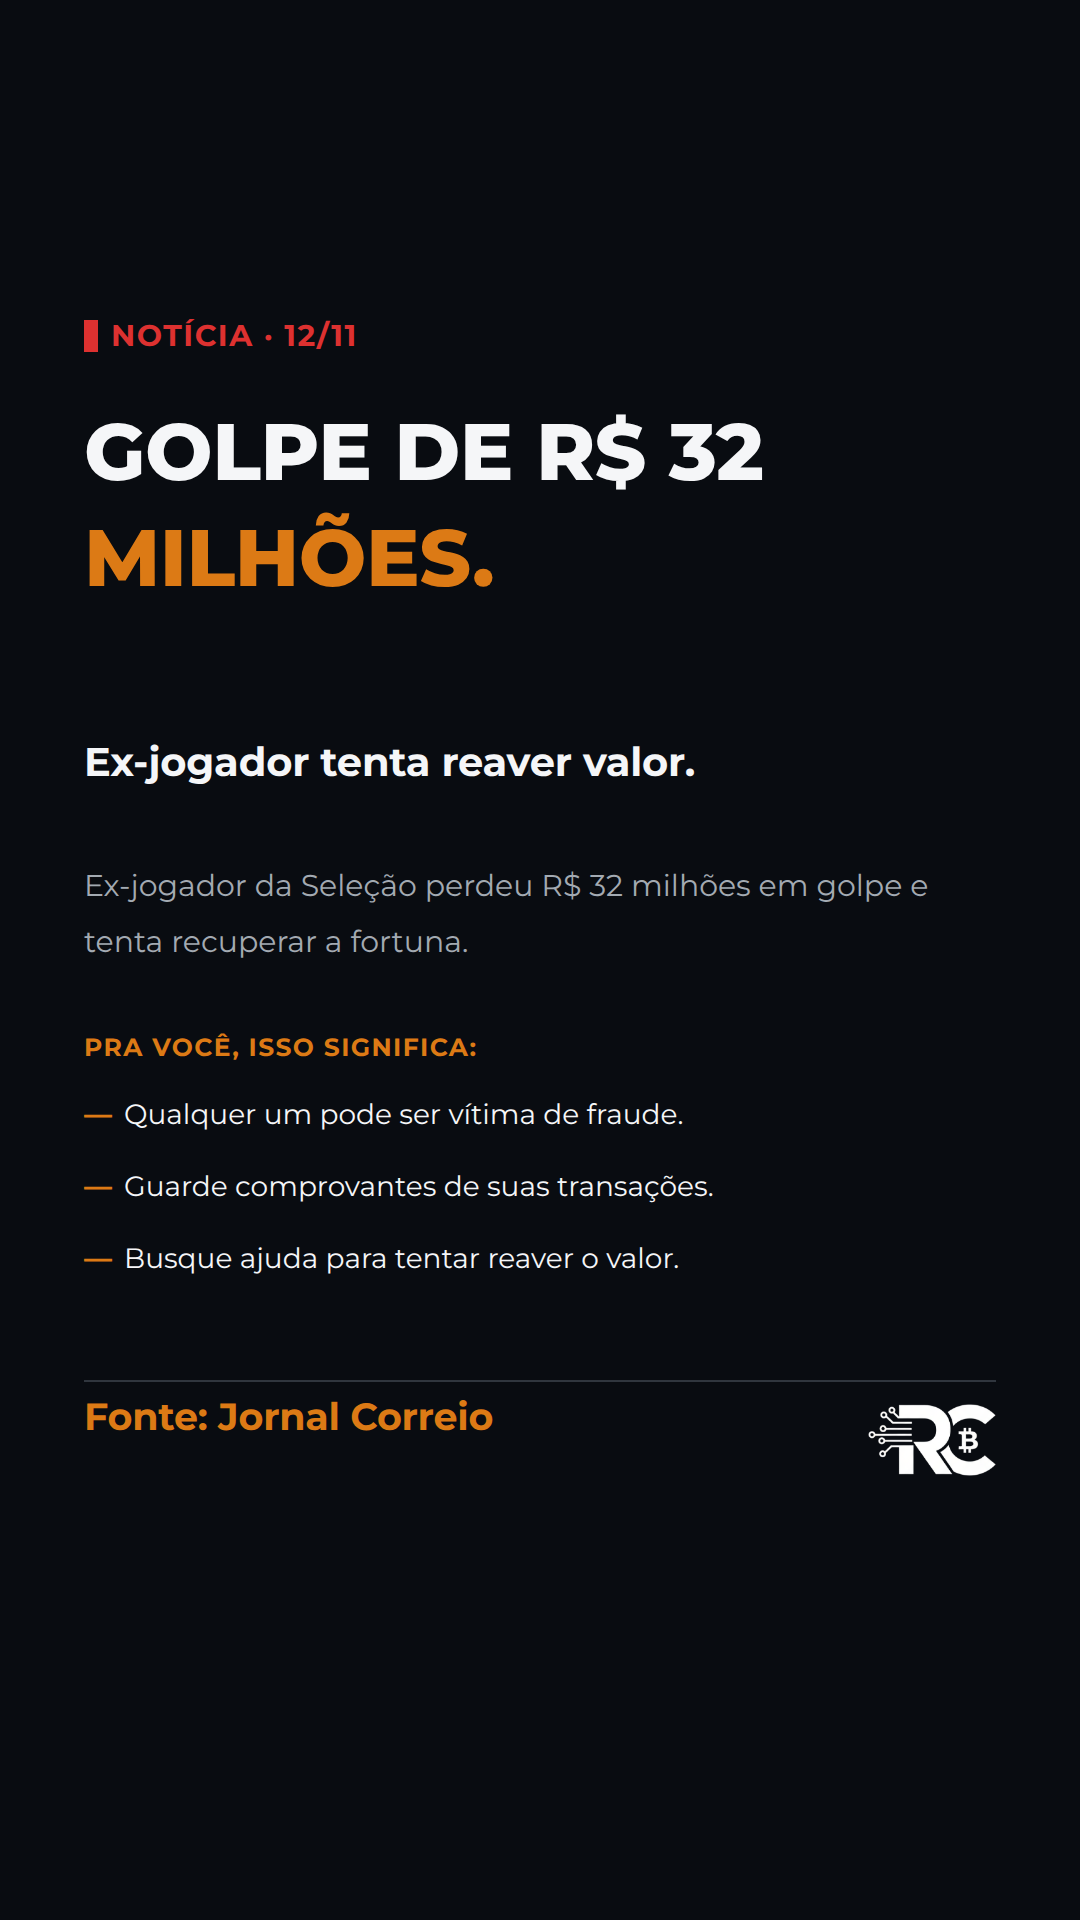 NOTÍCIA · 12/11
GOLPE DE R$ 32
MILHÕES.
Ex-jogador tenta reaver valor.
Ex-jogador da Seleção perdeu R$ 32 milhões em golpe e
tenta recuperar a fortuna.
PRA VOCÊ, ISSO SIGNIFICA:
— Qualquer um pode ser vítima de fraude.
— Guarde comprovantes de suas transações.
— Busque ajuda para tentar reaver o valor.
Fonte: Jornal Correio
RC